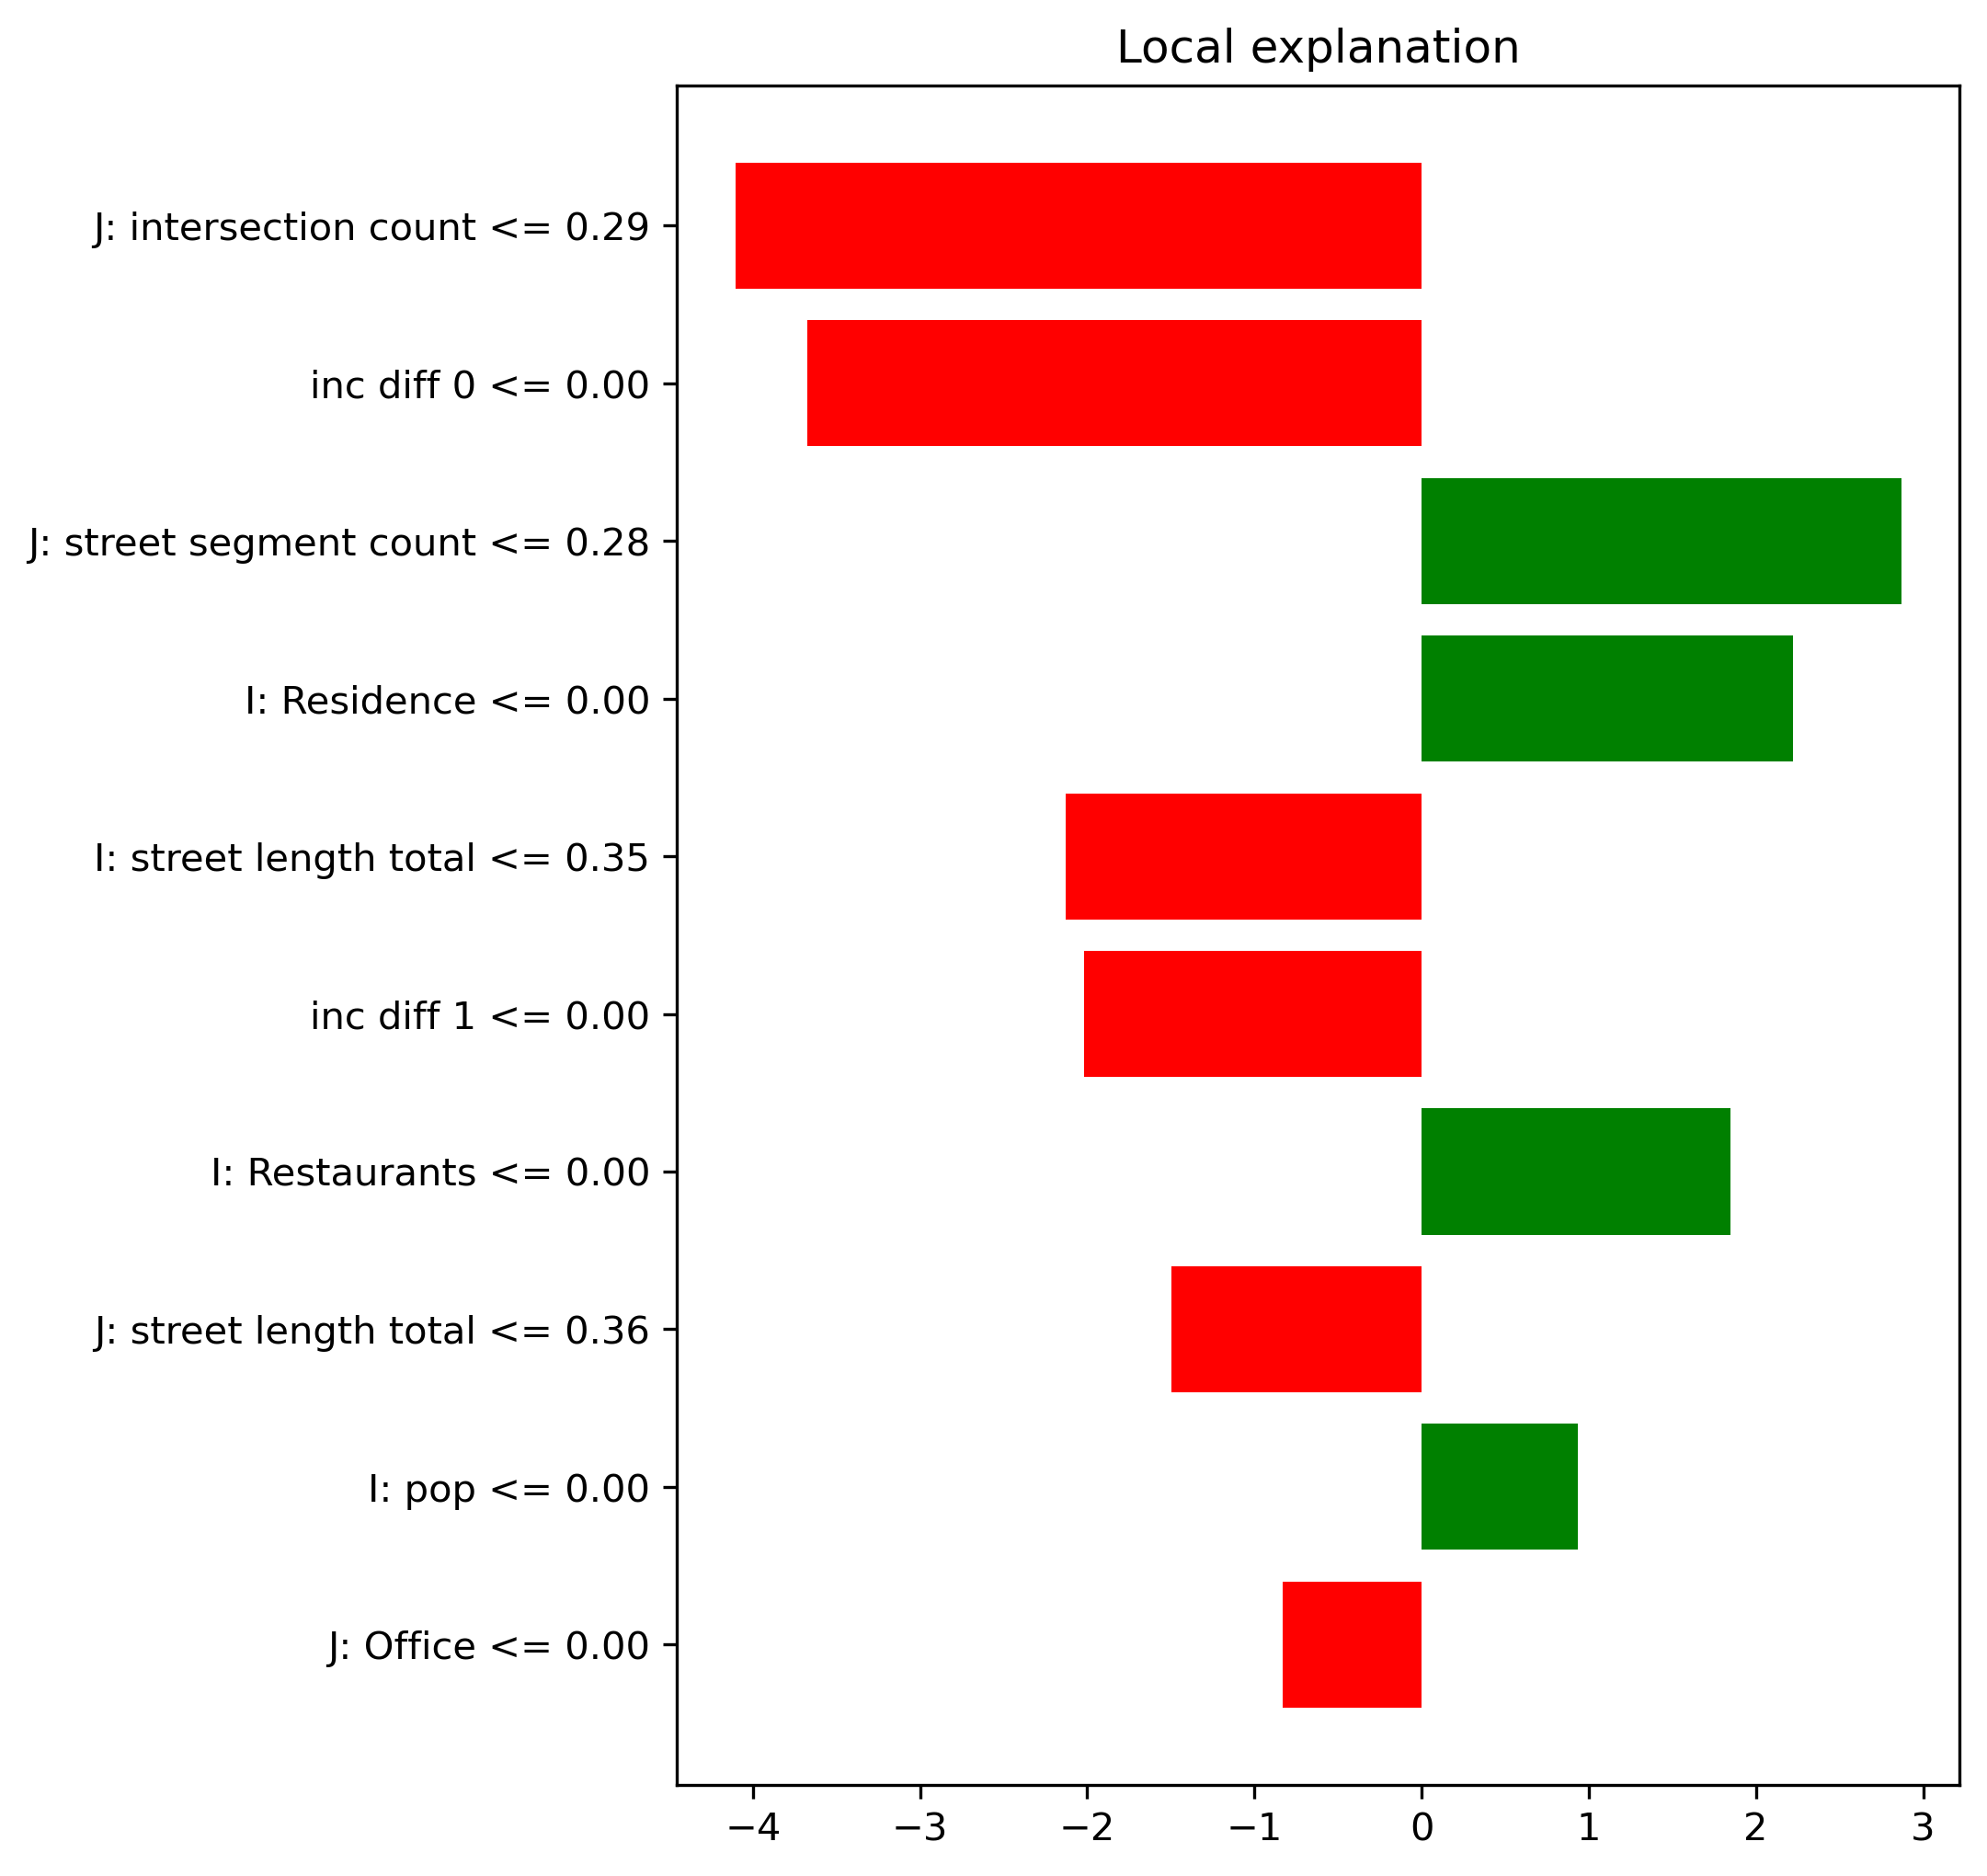 Local explanation
J: intersection count <= 0.29
inc diff 0 <= 0.00
J: street segment count <= 0.28
I: Residence <= 0.00
I: street length total <= 0.35
inc diff 1 <= 0.00
I: Restaurants <= 0.00
J: street length total <= 0.36
I: pop <= 0.00
J: Office <= 0.00
−4 −3 −2 −1 0 1 2 3